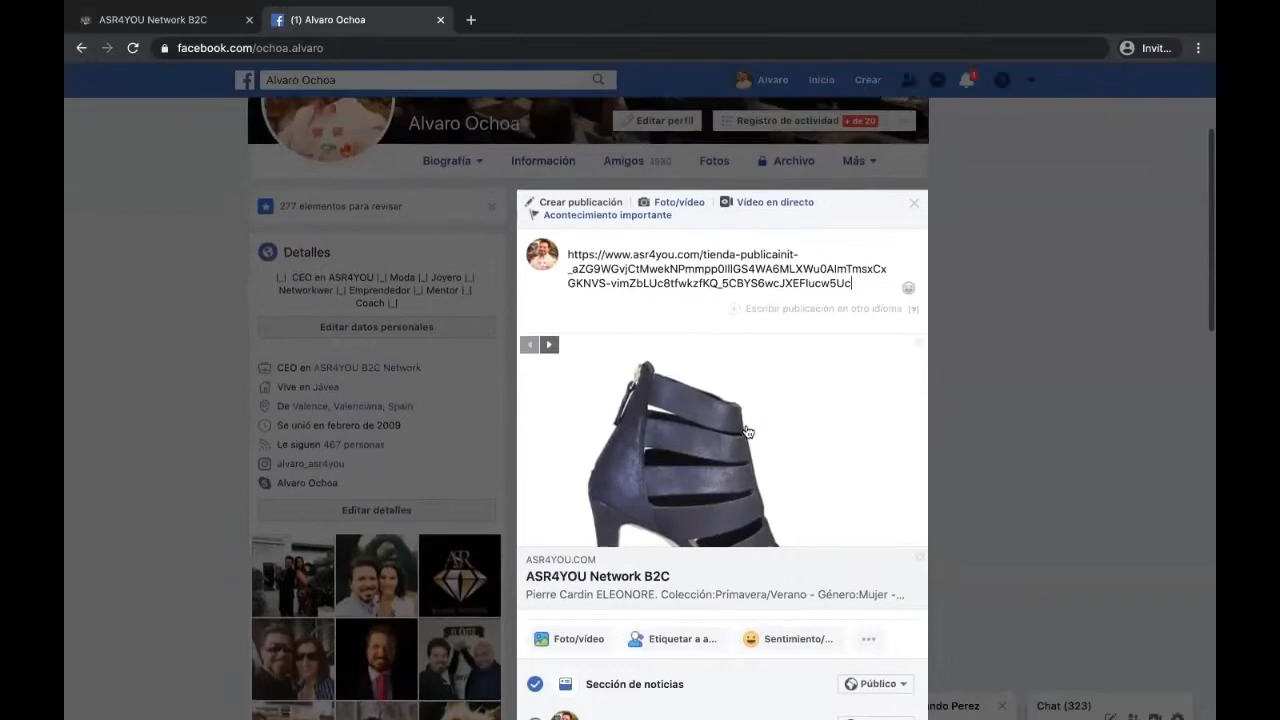 ASR4YOU Network B2C
(1) Alvaro Ochoa
facebook.com/ochoa.alvaro
Invit...
Alvaro Ochoa
Alvaro
Inicio
Crear
1
Alvaro Ochoa
Editar perfil
Registro de actividad
+ de 20
Biografía
Información
Amigos 4980
Fotos
Archivo
Más
277 elementos para revisar
Detalles
|_| CEO en ASR4YOU |_| Moda |_| Joyero |_|
Networkwer |_| Emprendedor |_| Mentor |_|
Coach |_|
Editar datos personales
CEO en ASR4YOU B2C Network
Vive en Jávea
De Valence, Valenciana, Spain
Se unió en febrero de 2009
Le siguen 467 personas
alvaro_asr4you
Alvaro Ochoa
Editar detalles
ASR
Crear publicación
Foto/vídeo
Vídeo en directo
Acontecimiento importante
https://www.asr4you.com/tienda-publicainit-
_aZG9WGvjCtMwekNPmmpp0IllGS4WA6MLXWu0AlmTmsxCx
GKNVS-vimZbLUc8tfwkzfKQ_5CBYS6wcJXEFlucw5Uc
Escribir publicación en otro idioma [?]
ASR4YOU.COM
ASR4YOU Network B2C
Pierre Cardin ELEONORE. Colección:Primavera/Verano - Género:Mujer -...
Foto/vídeo
Etiquetar a a...
Sentimiento/...
Sección de noticias
Público
ando Perez
Chat (323)